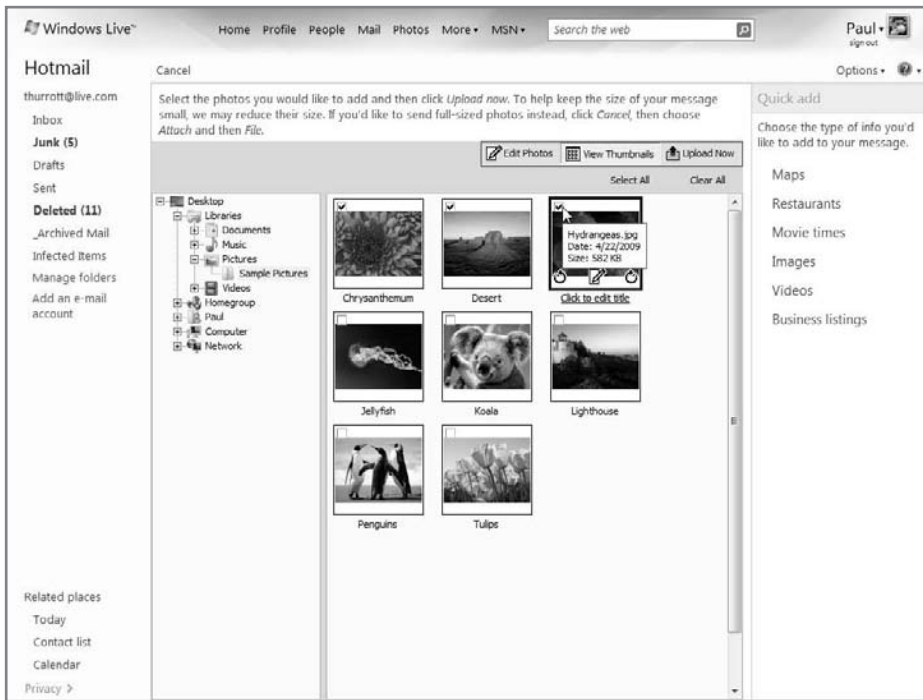 Windows Live™
Home Profile People Mail Photos More MSN
Search the web
Paul
sign out
Hotmail
Cancel
Options
thurrott@live.com
Inbox
Junk (5)
Drafts
Sent
Deleted (11)
_Archived Mail
Infected Items
Manage folders
Add an e-mail
account
Select the photos you would like to add and then click Upload now. To help keep the size of your message
small, we may reduce their size. If you'd like to send full-sized photos instead, click Cancel, then choose
Attach and then File.
Edit Photos View Thumbnails Upload Now
Select All Clear All
Desktop
Libraries
Documents
Music
Pictures
Sample Pictures
Videos
Homegroup
Paul
Computer
Network
Hydrangeas.jpg
Date: 4/22/2009
Size: 582 KB
Chrysanthemum Desert Click to edit title
Jellyfish Koala Lighthouse
Penguins Tulips
Quick add
Choose the type of info you'd
like to add to your message.
Maps
Restaurants
Movie times
Images
Videos
Business listings
Related places
Today
Contact list
Calendar
Privacy >